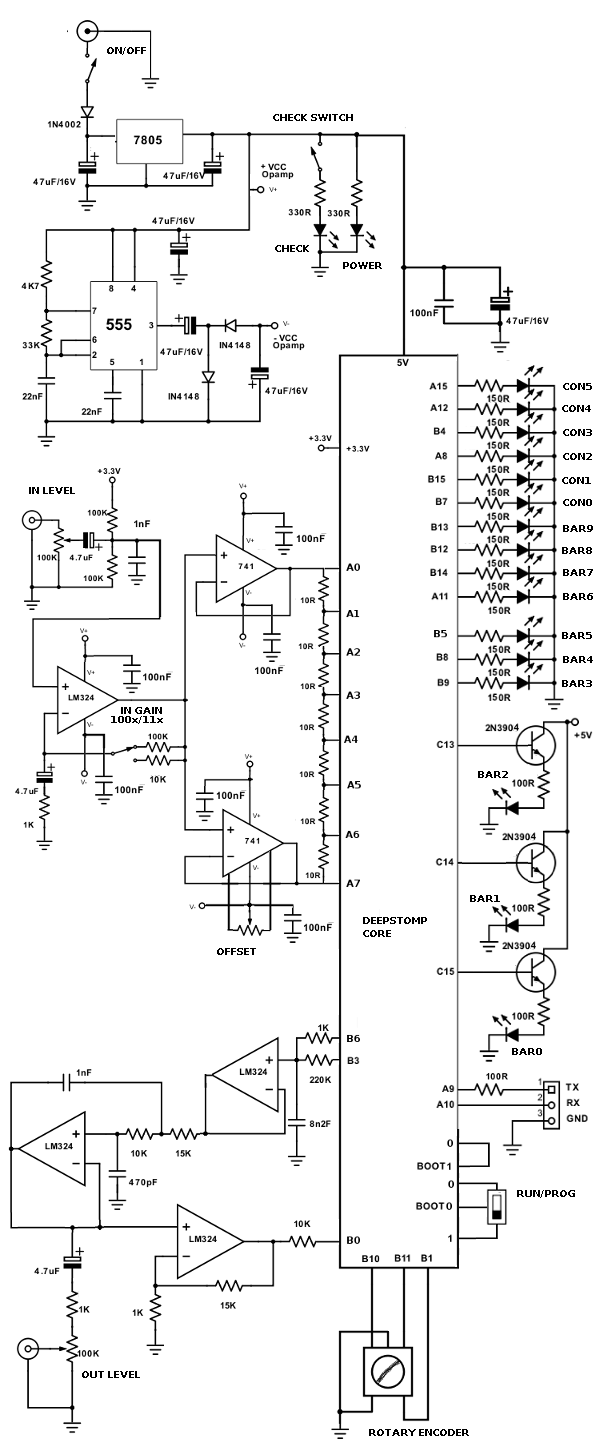 ON/OFF
1N4002
7805
CHECK SWITCH
47uF/16V
47uF/16V
+ VCC
Opamp
V+
330R
330R
CHECK
POWER
47uF/16V
4K7
8
4
7
555
3
33K
6
2
5
1
47uF/16V
IN4148
V-
- VCC
Opamp
IN4148
47uF/16V
22nF
22nF
100nF
47uF/16V
5V
A15
150R
CON5
A12
150R
CON4
B4
150R
CON3
A8
150R
CON2
B15
150R
CON1
B7
150R
CON0
B13
150R
BAR9
B12
150R
BAR8
B14
150R
BAR7
A11
150R
BAR6
B5
150R
BAR5
B8
150R
BAR4
B9
150R
BAR3
+3.3V
+3.3V
IN LEVEL
+3.3V
100K
1nF
100K
4.7uF
100K
V+
100nF
V+
741
V-
V-
100nF
A0
10R
A1
10R
A2
10R
A3
10R
A4
10R
A5
10R
A6
10R
A7
V+
V+
100nF
LM324
V-
V-
100nF
IN GAIN
100x/11x
100K
10K
4.7uF
1K
V+
V+
100nF
741
V-
V-
100nF
OFFSET
DEEPSTOMP
CORE
+5V
C13
2N3904
100R
BAR2
C14
2N3904
100R
BAR1
C15
2N3904
100R
BAR0
B6
1K
B3
220K
LM324
8n2F
1nF
LM324
10K
15K
470pF
LM324
10K
B0
15K
1K
4.7uF
1K
100K
OUT LEVEL
A9
100R
1
TX
A10
2
RX
3
GND
0
BOOT1
0
BOOT0
1
RUN/PROG
B10
B11
B1
ROTARY ENCODER